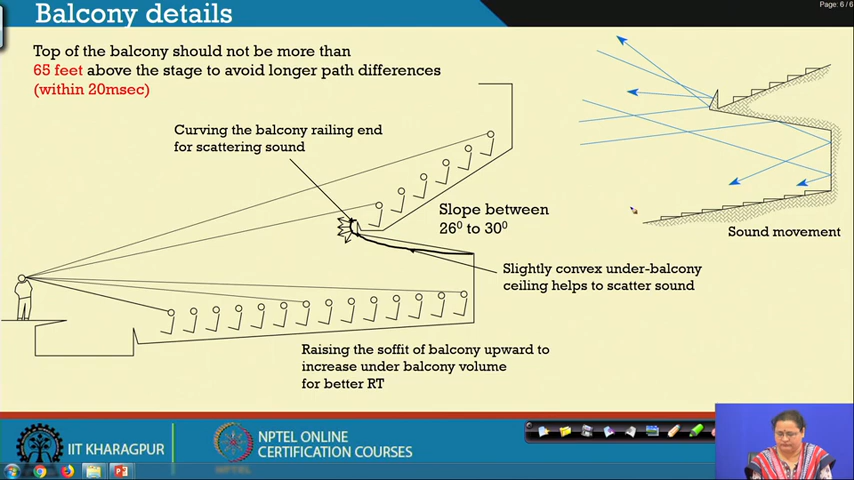 Page: 6 / 6
Balcony details
Top of the balcony should not be more than
65 feet above the stage to avoid longer path differences
(within 20msec)
Curving the balcony railing end
for scattering sound
Slope between
26⁰ to 30⁰
Sound movement
Slightly convex under-balcony
ceiling helps to scatter sound
Raising the soffit of balcony upward to
increase under balcony volume
for better RT
IIT KHARAGPUR
NPTEL
NPTEL ONLINE
CERTIFICATION COURSES